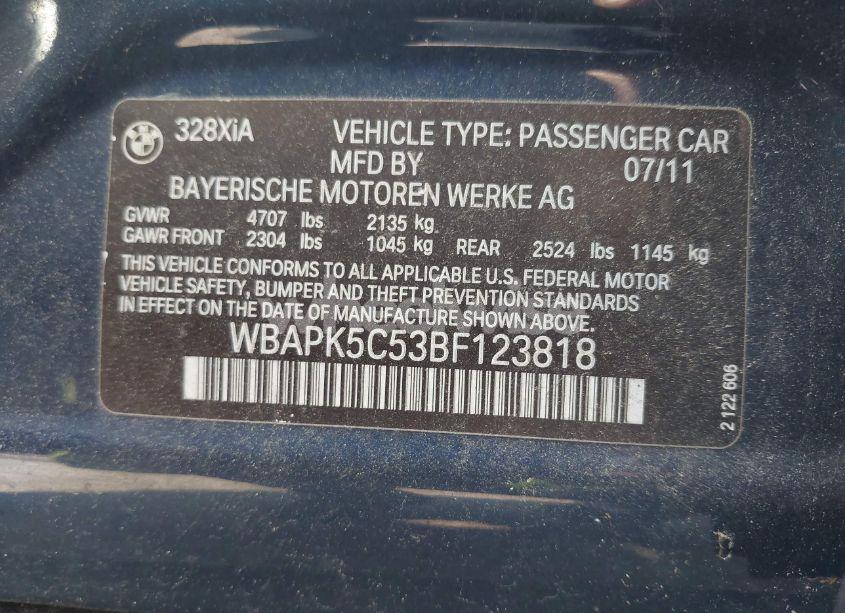 BMW
328XiA VEHICLE TYPE: PASSENGER CAR
MFD BY 07/11
BAYERISCHE MOTOREN WERKE AG
GVWR 4707 lbs 2135 kg
GAWR FRONT 2304 lbs 1045 kg REAR 2524 lbs 1145 kg
THIS VEHICLE CONFORMS TO ALL APPLICABLE U.S. FEDERAL MOTOR
VEHICLE SAFETY, BUMPER AND THEFT PREVENTION STANDARDS
IN EFFECT ON THE DATE OF MANUFACTURE SHOWN ABOVE.
WBAPK5C53BF123818
2 122 606